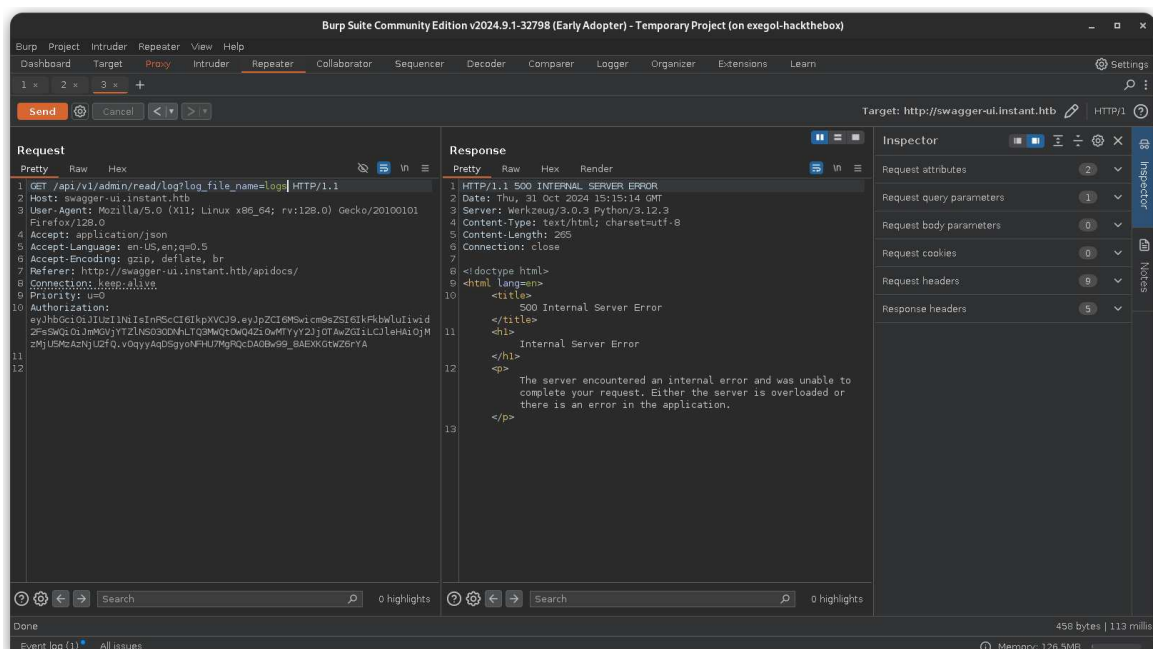 Burp Suite Community Edition v2024.9.1-32798 (Early Adopter) - Temporary Project (on exegol-hackthebox)
Burp Project Intruder Repeater View Help
Dashboard Target Proxy Intruder Repeater Collaborator Sequencer Decoder Comparer Logger Organizer Extensions Learn Settings
1 × 2 × 3 × +
Send Cancel < > Target: http://swagger-ui.instant.htb HTTP/1
Request
Pretty Raw Hex \n
1 GET /api/v1/admin/read/log?log_file_name=logs HTTP/1.1
2 Host: swagger-ui.instant.htb
3 User-Agent: Mozilla/5.0 (X11; Linux x86_64; rv:128.0) Gecko/20100101
Firefox/128.0
4 Accept: application/json
5 Accept-Language: en-US,en;q=0.5
6 Accept-Encoding: gzip, deflate, br
7 Referer: http://swagger-ui.instant.htb/apidocs/
8 Connection: keep-alive
9 Priority: u=0
10 Authorization:
11
12
0 highlights
Search
Response
Pretty Raw Hex Render \n
1 HTTP/1.1 500 INTERNAL SERVER ERROR
2 Date: Thu, 31 Oct 2024 15:15:14 GMT
3 Server: Werkzeug/3.0.3 Python/3.12.3
4 Content-Type: text/html; charset=utf-8
5 Content-Length: 265
6 Connection: close
7
8 <!doctype html>
9 <html lang=en>
10 <title>
500 Internal Server Error
</title>
11 <h1>
Internal Server Error
</h1>
12 <p>
The server encountered an internal error and was unable to
complete your request. Either the server is overloaded or
there is an error in the application.
</p>
13
Search
0 highlights
Inspector
Request attributes 2
Request query parameters 1
Request body parameters 0
Request cookies 0
Request headers 9
Response headers 5
Inspector
Notes
Done
458 bytes | 113 millis
Event log (1) All issues
Memory: 126.5MB